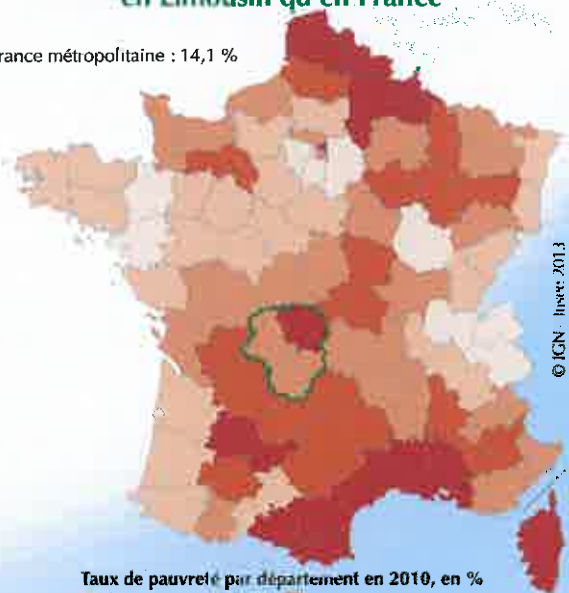 en Limousin qu'en France
rance métropolitaine : 14,1 %
© IGN - Insee 2013
Taux de pauvreté par département en 2010, en %